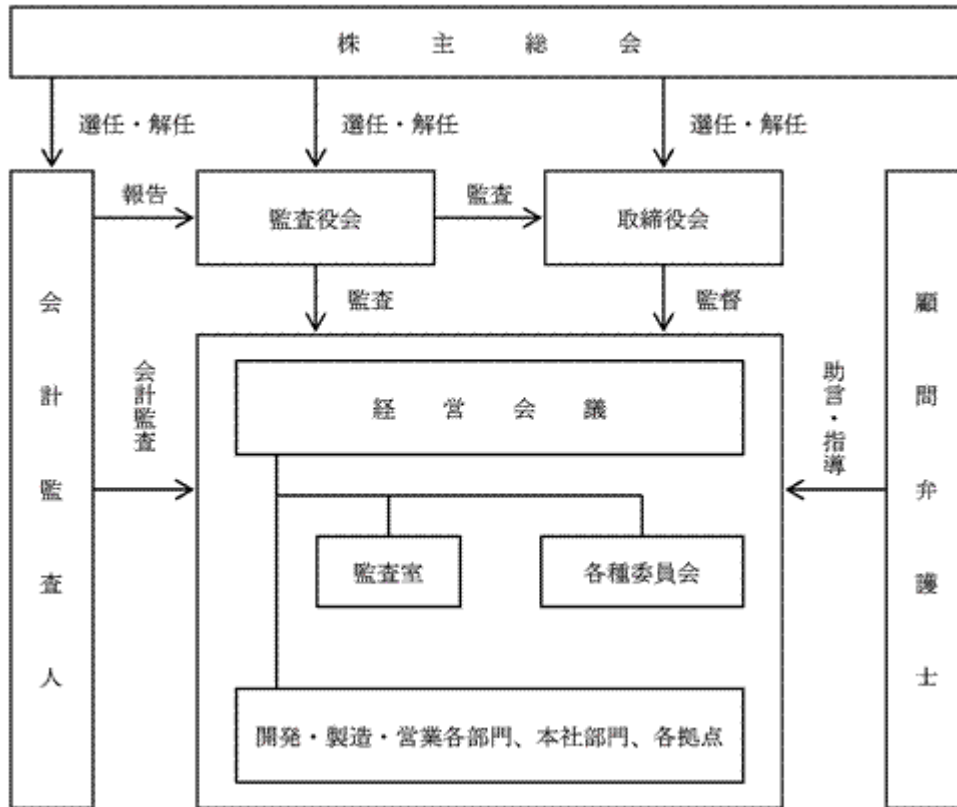 株主総会
選任・解任
選任・解任
選任・解任
報告
監査役会
監査
取締役会
監査
監督
会計監査人
会計監査
経営会議
助言・指導
顧問弁護士
監査室
各種委員会
開発・製造・営業各部門、本社部門、各拠点